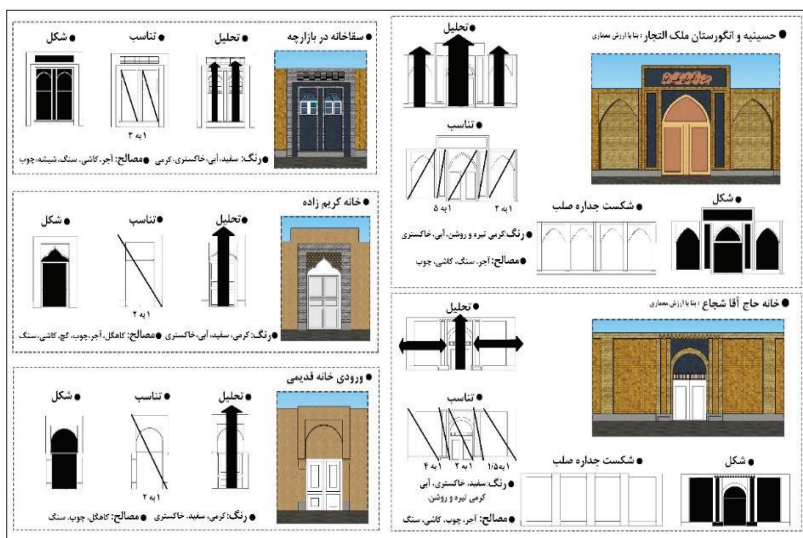 ● حسینیه و انگورستان ملک التجار : بنا با ارزش معماری
● تحلیل
● تناسب
۱ به ۵
۱ به ۲
● رنگ: کرمی تیره و روشن، آبی، خاکستری
● مصالح: آجر، سنگ، کاشی، چوب
● شکست جداره صلب
● شکل
● خانه حاج آقا شجاع : بنا با ارزش معماری
● تحلیل
● تناسب
۱ به ۴
۱ به ۲
۱ به ۱/۵
● رنگ: سفید، خاکستری، آبی
کرمی تیره و روشن،
● مصالح: آجر، چوب، کاشی، سنگ
● شکست جداره صلب
● شکل
● سقاخانه در بازارچه
● تحلیل
● تناسب
● شکل
۱ به ۳
● رنگ: سفید، آبی، خاکستری، کرمی ● مصالح: آجر، کاشی، سنگ، شیشه، چوب
● خانه کریم زاده
● تحلیل
● تناسب
● شکل
۱ به ۲
● رنگ: کرمی، سفید، آبی، خاکستری ● مصالح: کاهگل، آجر، چوب، گچ، کاشی، سنگ
● ورودی خانه قدیمی
● تحلیل
● تناسب
● شکل
۱ به ۲
● رنگ: کرمی، سفید، خاکستری ● مصالح: کاهگل، چوب، سنگ